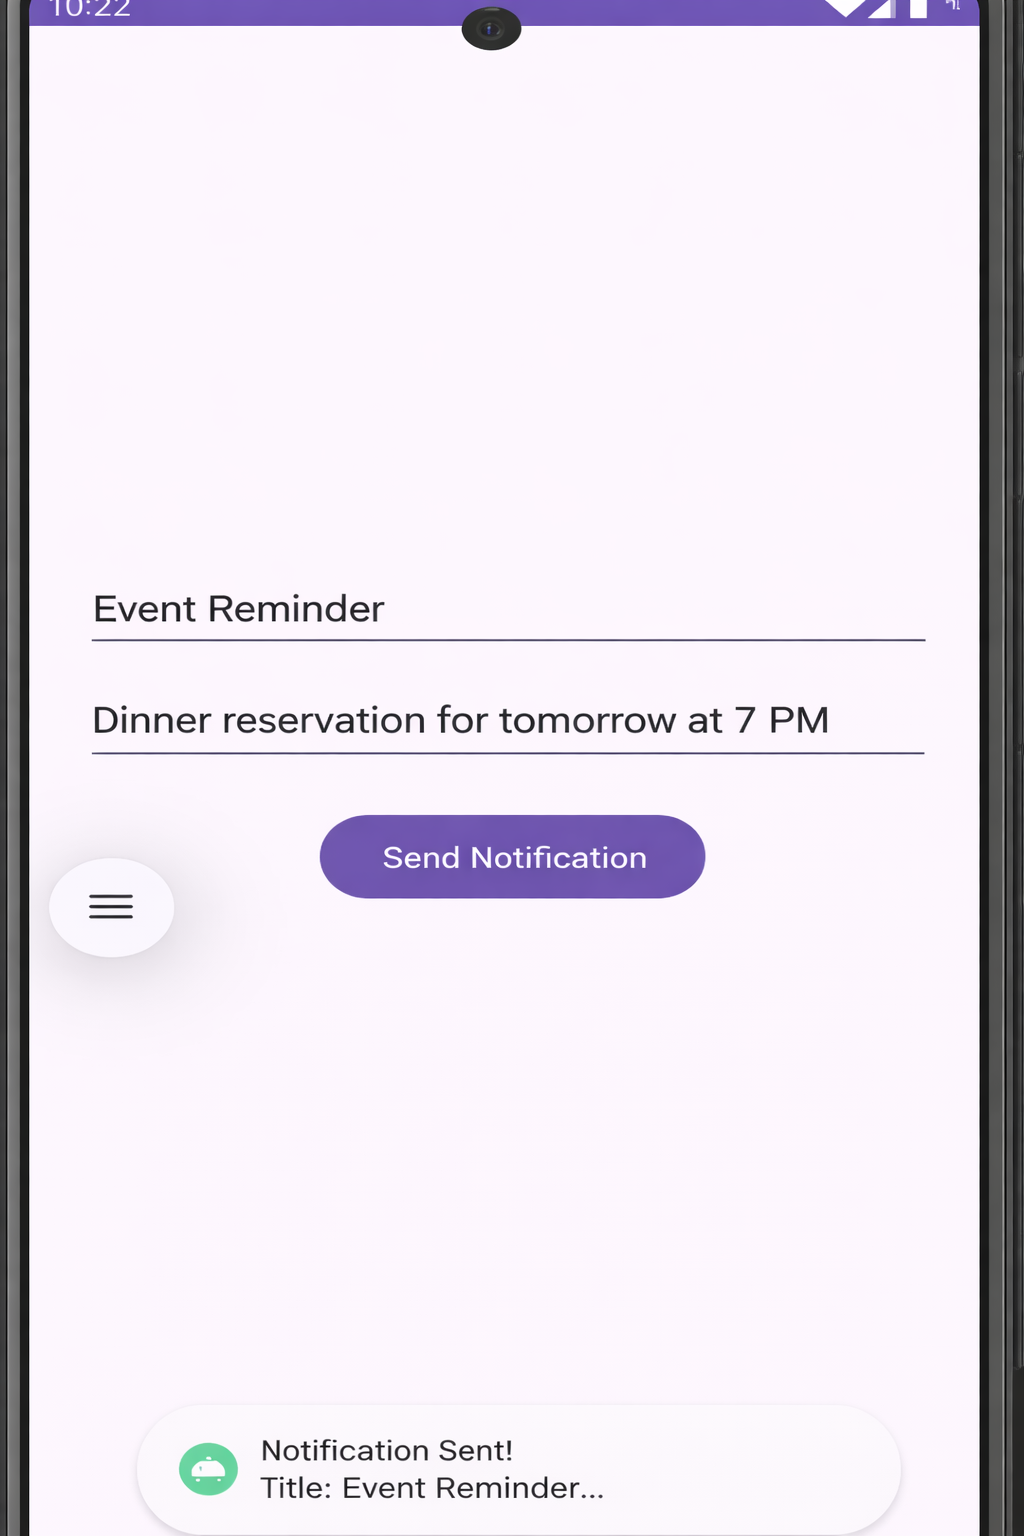 10:22
Event Reminder
Dinner reservation for tomorrow at 7 PM
Send Notification
Notification Sent!
Title: Event Reminder...